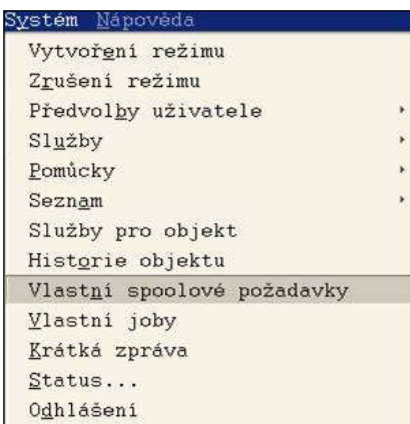 Systém Nápověda
Vytvoření režimu
Zrušení režimu
Předvolby uživatele
Služby
Pomůcky
Seznam
Služby pro objekt
Historie objektu
Vlastní spoolové požadavky
Vlastní joby
Krátká zpráva
Status...
Odhlášení